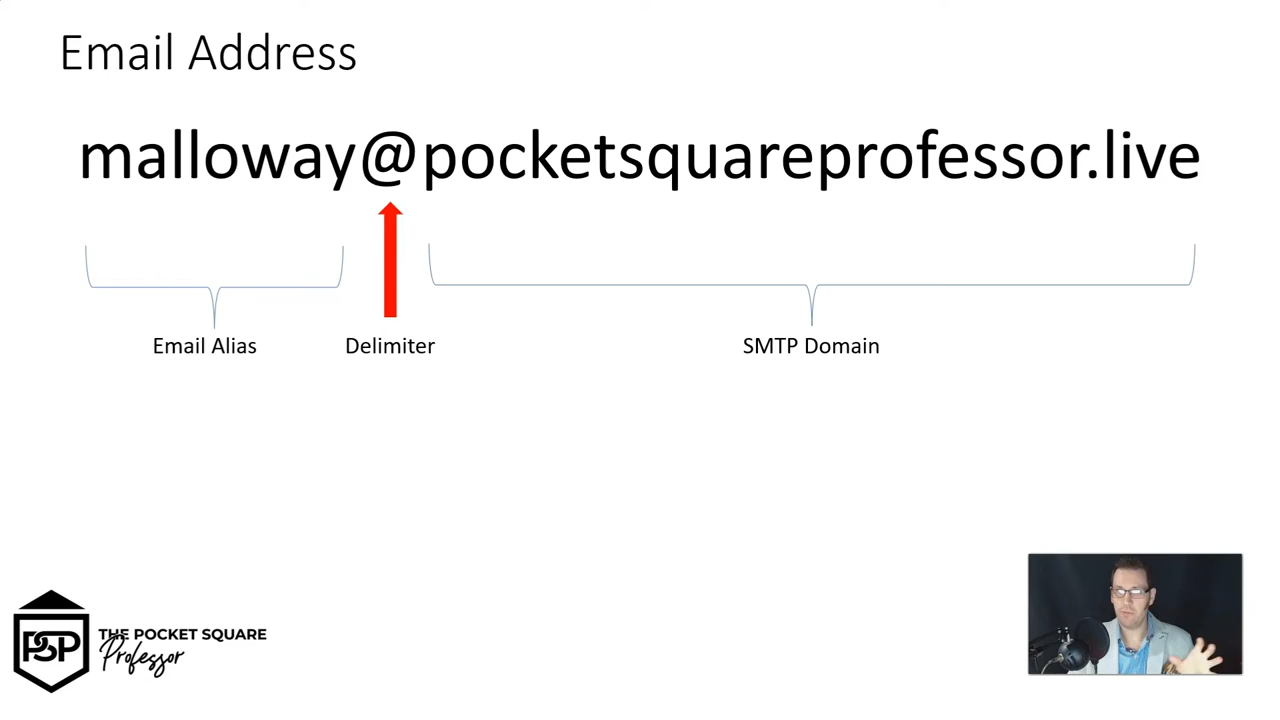 Email Address
malloway@pocketsquareprofessor.live
Email Alias
Delimiter
SMTP Domain
PSP
THE POCKET SQUARE
Professor